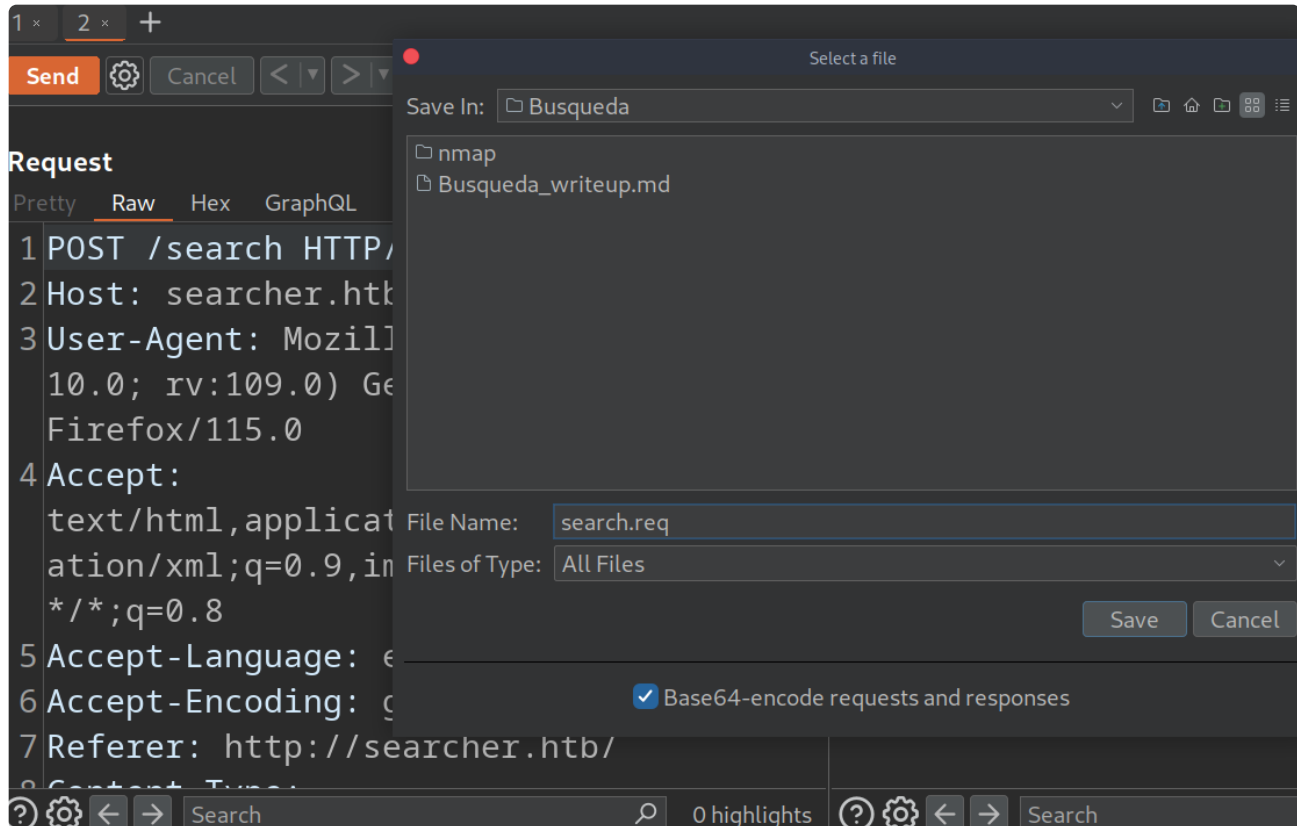 1 × 2 × +
Send Cancel < ▾ > ▾
Request
Pretty Raw Hex GraphQL
1 POST /search HTTP/
2 Host: searcher.htb
3 User-Agent: Mozill
10.0; rv:109.0) Ge
Firefox/115.0
4 Accept:
text/html,applicat
ation/xml;q=0.9,im
*/*;q=0.8
5 Accept-Language: e
6 Accept-Encoding: g
7 Referer: http://searcher.htb/
8 Content-Type:
Search 0 highlights
Search
Select a file
Save In: Busqueda
nmap
Busqueda_writeup.md
File Name: search.req
Files of Type: All Files
Save Cancel
Base64-encode requests and responses